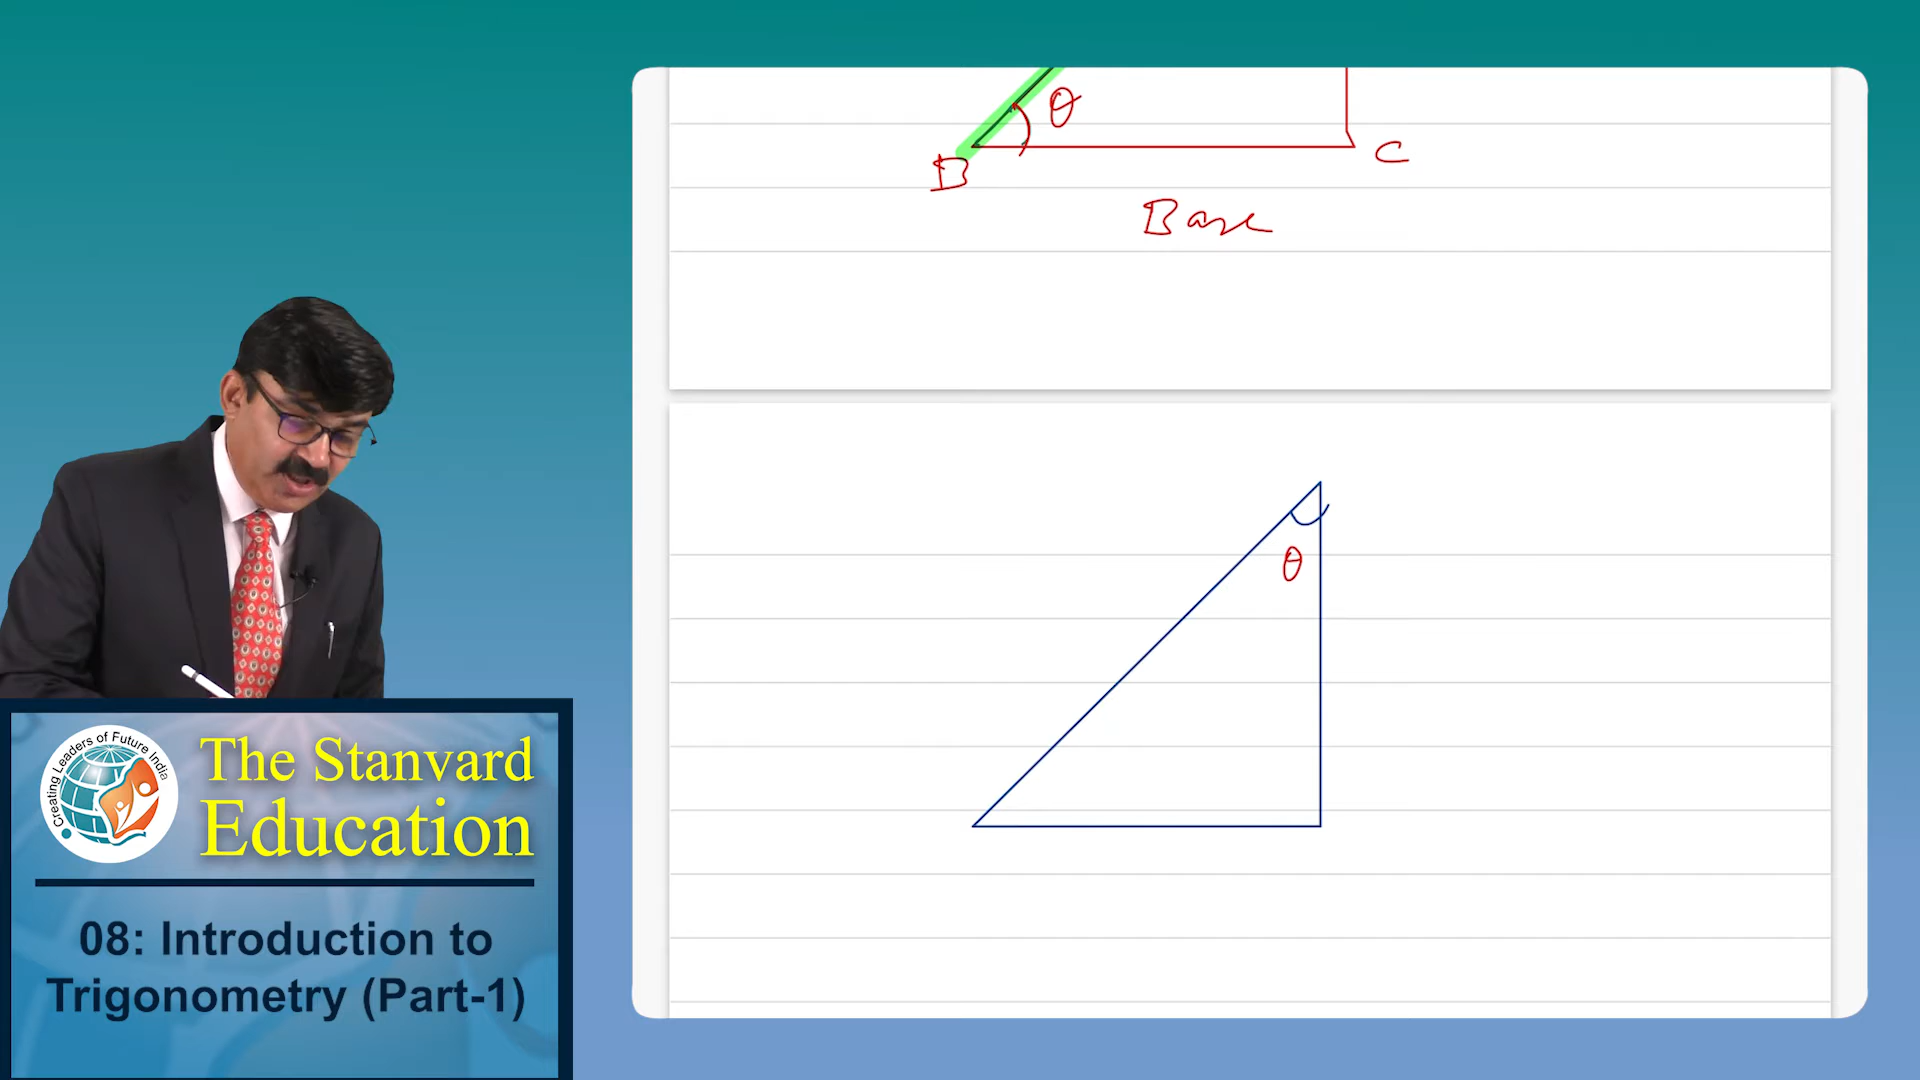 θ
B
C
Base
θ
Creating Leaders of Future India
The Stanvard
Education
08: Introduction to
Trigonometry (Part-1)